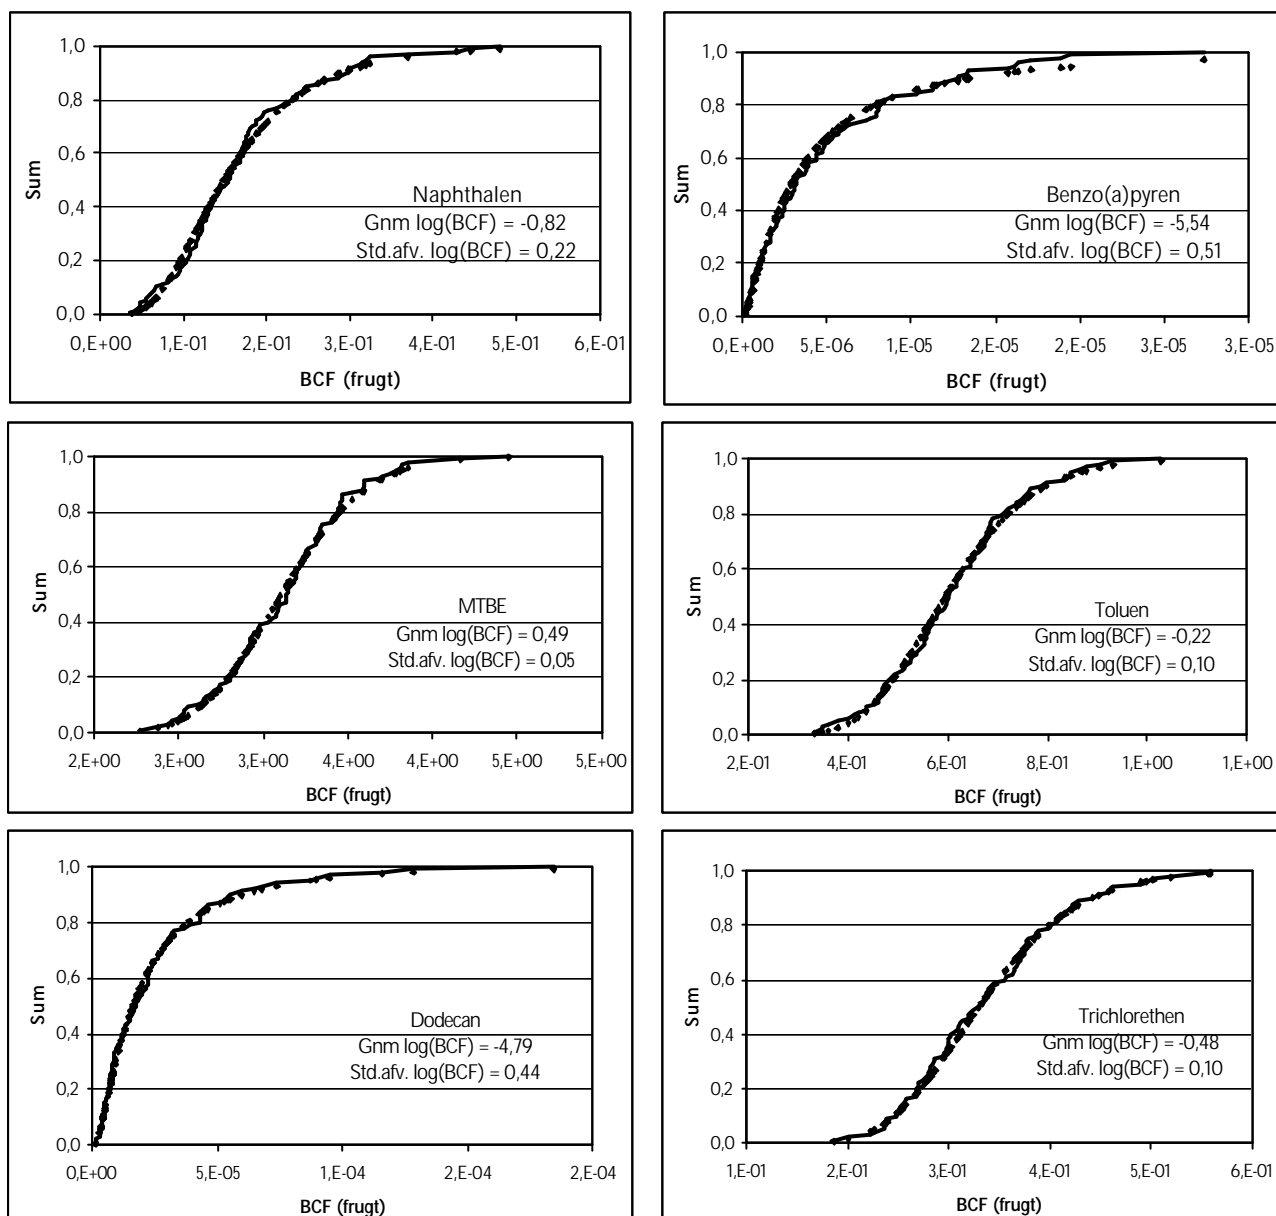 1,0
0,8
0,6
0,4
0,2
0,0
Sum
Naphthalen
Gnm log(BCF) = -0,82
Std.afv. log(BCF) = 0,22
0,E+00 1,E-01 2,E-01 3,E-01 4,E-01 5,E-01 6,E-01
BCF (frugt)
1,0
0,8
0,6
0,4
0,2
0,0
Sum
Benzo(a)pyren
Gnm log(BCF) = -5,54
Std.afv. log(BCF) = 0,51
0,E+00 5,E-06 1,E-05 2,E-05 2,E-05 3,E-05 3,E-05
BCF (frugt)
1,0
0,8
0,6
0,4
0,2
0,0
Sum
MTBE
Gnm log(BCF) = 0,49
Std.afv. log(BCF) = 0,05
2,E+00 3,E+00 3,E+00 4,E+00 4,E+00 5,E+00 5,E+00
BCF (frugt)
1,0
0,8
0,6
0,4
0,2
0,0
Sum
Toluen
Gnm log(BCF) = -0,22
Std.afv. log(BCF) = 0,10
2,E-01 4,E-01 6,E-01 8,E-01 1,E+00 1,E+00
BCF (frugt)
1,0
0,8
0,6
0,4
0,2
0,0
Sum
Dodecan
Gnm log(BCF) = -4,79
Std.afv. log(BCF) = 0,44
0,E+00 5,E-05 1,E-04 2,E-04 2,E-04
BCF (frugt)
1,0
0,8
0,6
0,4
0,2
0,0
Sum
Trichlorethen
Gnm log(BCF) = -0,48
Std.afv. log(BCF) = 0,10
1,E-01 2,E-01 3,E-01 4,E-01 5,E-01 6,E-01
BCF (frugt)